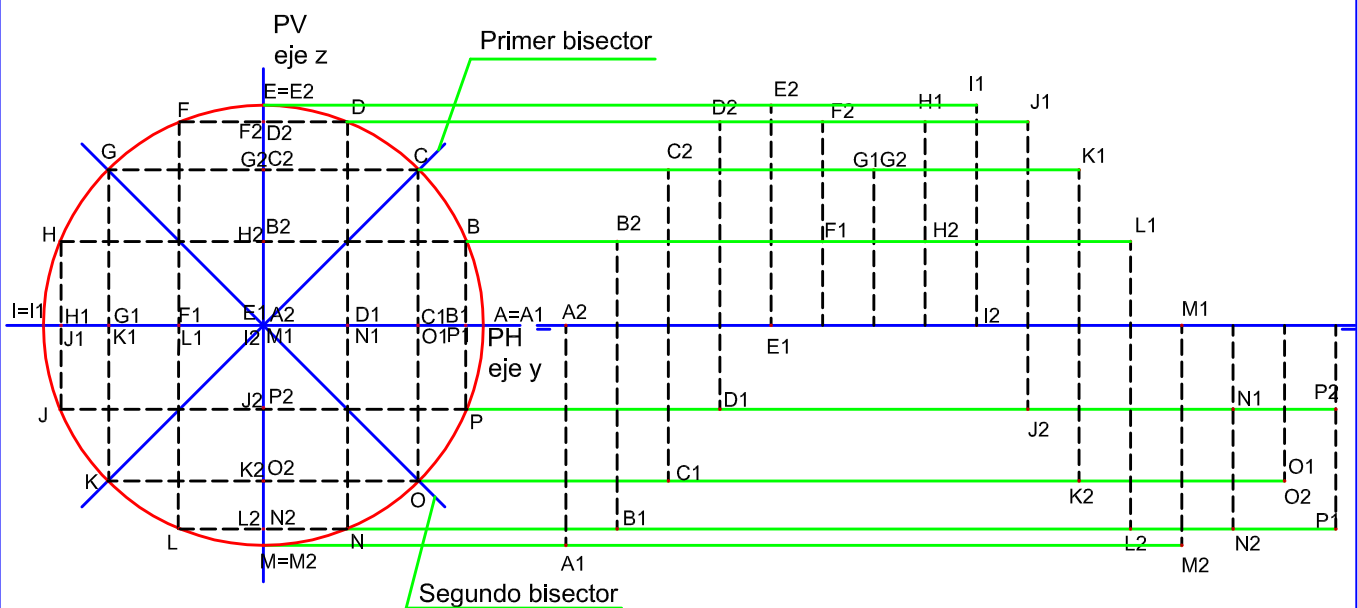 PV
eje z
Primer bisector
E=E2
I1
E2
F
D
D2
F2
H1
J1
F2
D2
G
G2
C2
C
C2
G1
G2
K1
H
H2
B2
B
B2
F1
H2
L1
I=I1
H1
G1
F1
E1
A2
D1
C1
B1
A=A1
A2
I2
M1
J1
K1
L1
I2
M1
N1
O1
P1
PH
E1
eje y
J
J2
P2
P
D1
J2
N1
P2
K
K2
O2
O
C1
K2
O1
O2
L
L2
N2
N
B1
L2
N2
P1
M=M2
A1
M2
Segundo bisector